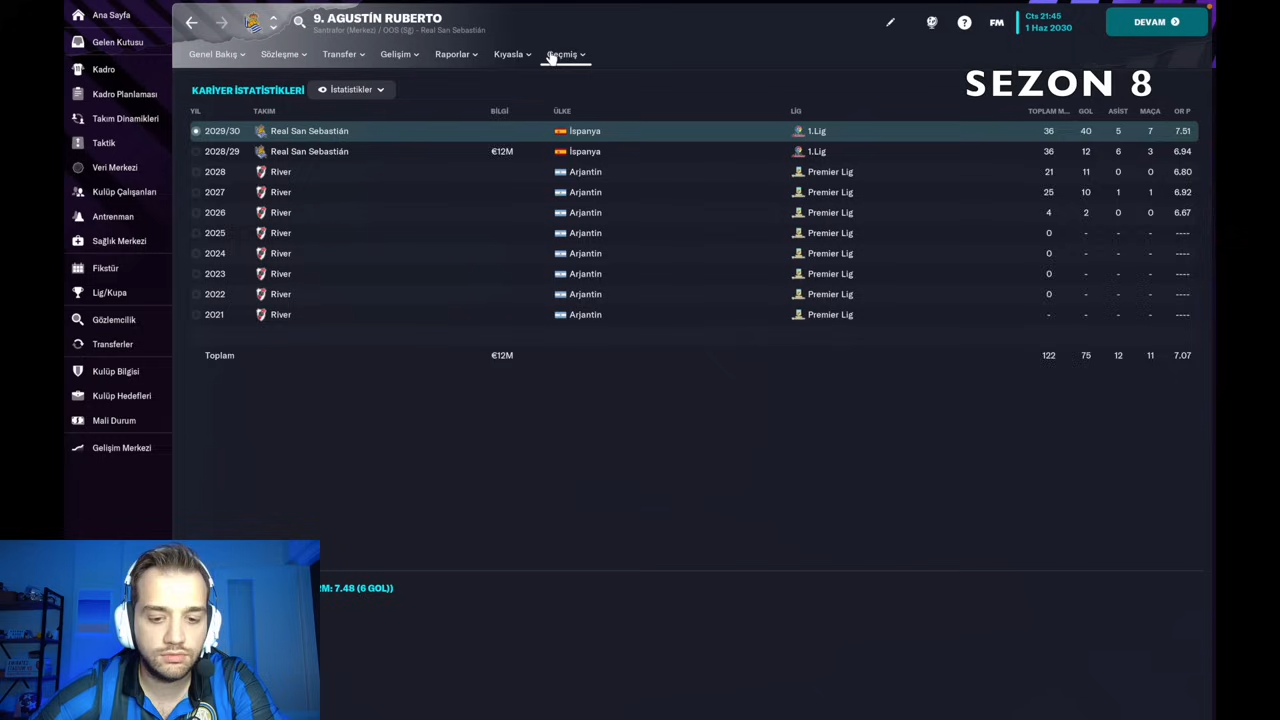 Ana Sayfa
Gelen Kutusu
Kadro
Kadro Planlaması
Takım Dinamikleri
Taktik
Veri Merkezi
Kulüp Çalışanları
Antrenman
Sağlık Merkezi
Fikstür
Lig/Kupa
Gözlemcilik
Transferler
Kulüp Bilgisi
Kulüp Hedefleri
Mali Durum
Gelişim Merkezi
9. AGUSTÍN RUBERTO
Santrafor (Merkez) / OOS (Sğ) - Real San Sebastián
FM
Cts 21:45
1 Haz 2030
DEVAM
Genel Bakış Sözleşme Transfer Gelişim Raporlar Kıyasla Geçmiş
SEZON 8
KARİYER İSTATİSTİKLERİ İstatistikler
YIL TAKIM BİLGİ ÜLKE LİG TOPLAM M... GOL ASİST MAÇA OR P
2029/30 Real San Sebastián İspanya 1.Lig 36 40 5 7 7.51
2028/29 Real San Sebastián €12M İspanya 1.Lig 36 12 6 3 6.94
2028 River Arjantin Premier Lig 21 11 0 0 6.80
2027 River Arjantin Premier Lig 25 10 1 1 6.92
2026 River Arjantin Premier Lig 4 2 0 0 6.67
2025 River Arjantin Premier Lig 0 - - - ----
2024 River Arjantin Premier Lig 0 - - - ----
2023 River Arjantin Premier Lig 0 - - - ----
2022 River Arjantin Premier Lig 0 - - - ----
2021 River Arjantin Premier Lig - - - - ----
Toplam €12M 122 75 12 11 7.07
RM: 7.48 (6 GOL))